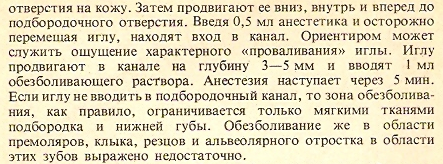 отверстия на кожу. Затем продвигают ее вниз, внутрь и вперед до
подбородочного отверстия. Введя 0,5 мл анестетика и осторожно
перемещая иглу, находят вход в канал. Ориентиром может
служить ощущение характерного «проваливания» иглы. Иглу
продвигают в канале на глубину 3—5 мм и вводят 1 мл
обезболивающего раствора. Анестезия наступает через 5 мин.
Если иглу не вводить в подбородочный канал, то зона обезболива-
ния, как правило, ограничивается только мягкими тканями
подбородка и нижней губы. Обезболивание же в области
премоляров, клыка, резцов и альвеолярного отростка в области
этих зубов выражено недостаточно.